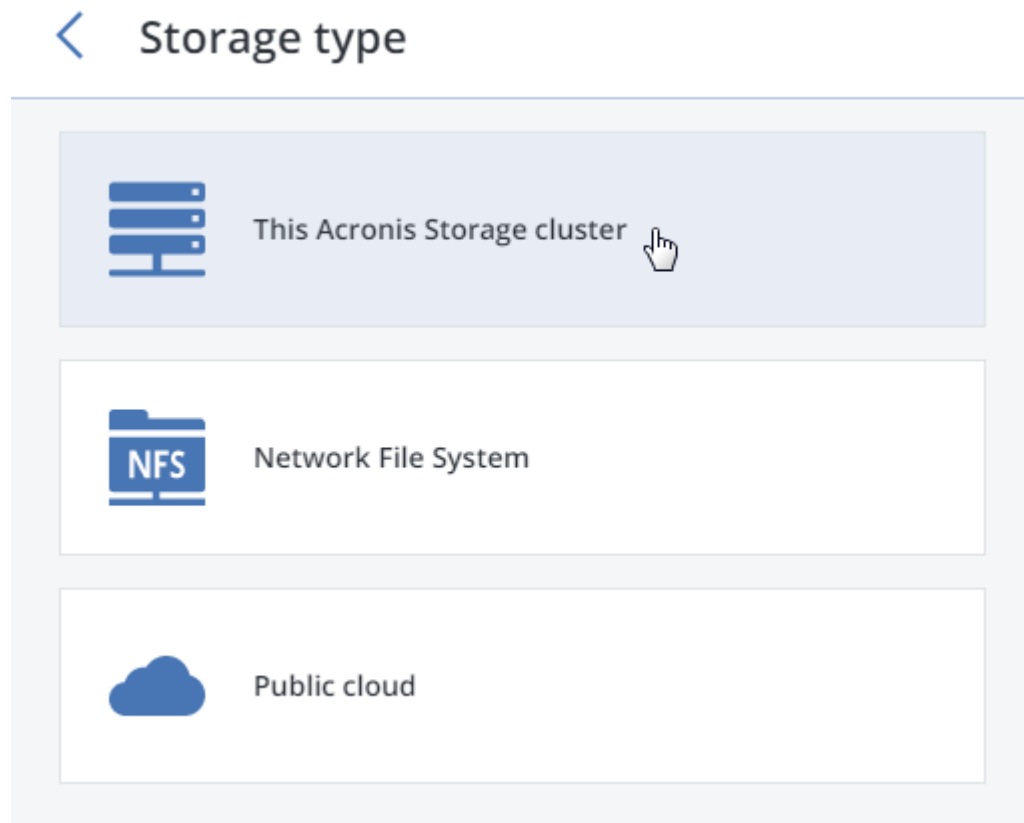 Storage type
This Acronis Storage cluster
NFS
Network File System
Public cloud